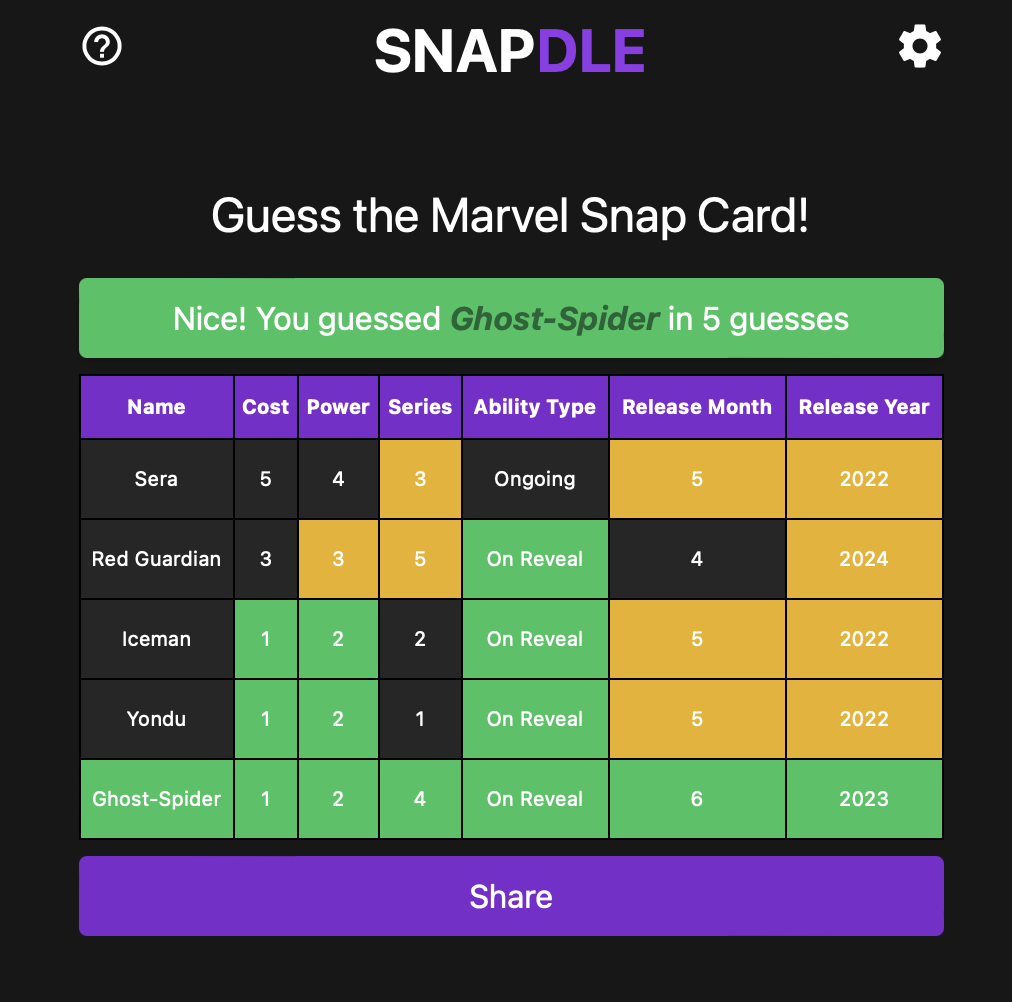 ?
SNAPDLE
Guess the Marvel Snap Card!
Nice! You guessed Ghost-Spider in 5 guesses
Name Cost Power Series Ability Type Release Month Release Year
Sera 5 4 3 Ongoing 5 2022
Red Guardian 3 3 5 On Reveal 4 2024
Iceman 1 2 2 On Reveal 5 2022
Yondu 1 2 1 On Reveal 5 2022
Ghost-Spider 1 2 4 On Reveal 6 2023
Share